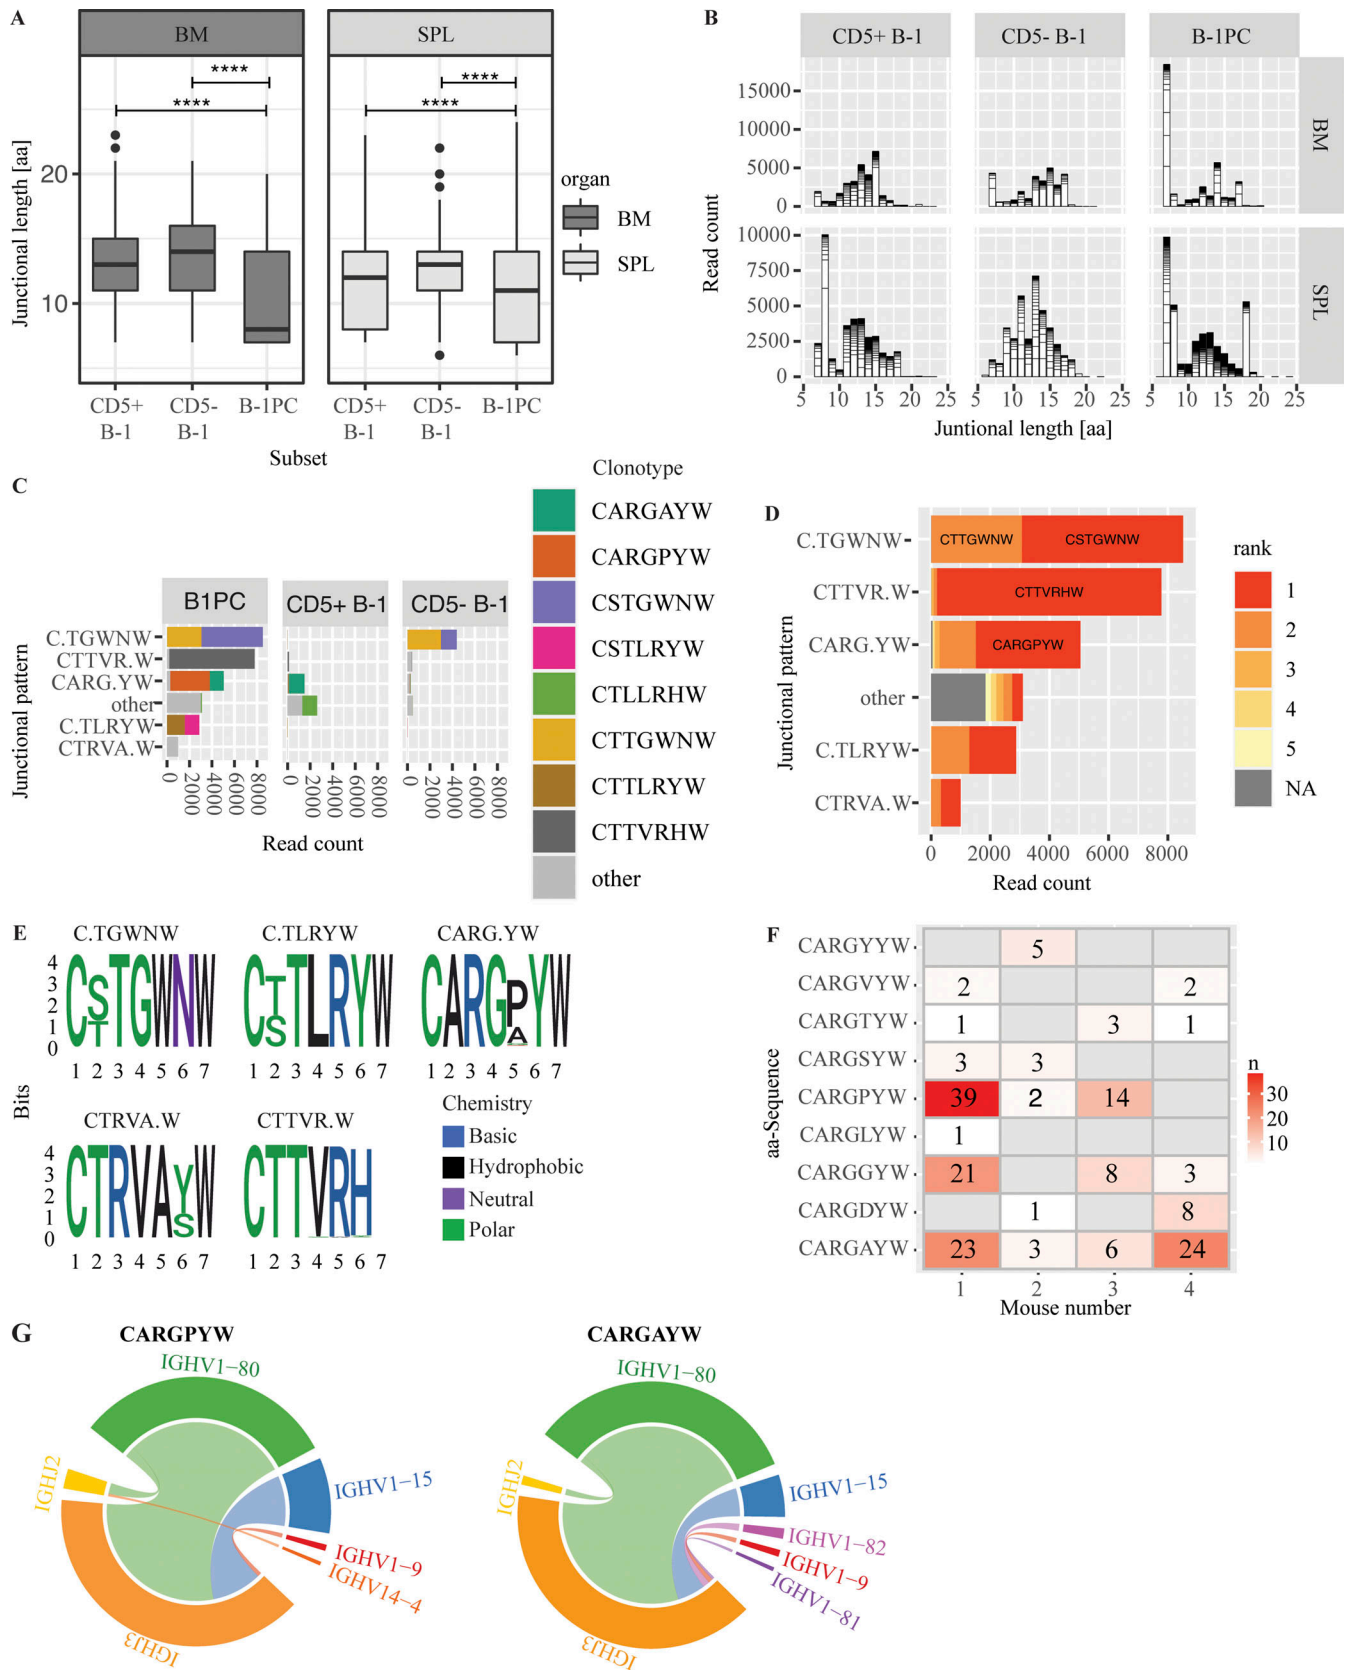 A
BM
SPL
****
****
****
****
Junctional length [aa]
20
10
CD5+
B-1
CD5-
B-1
B-1PC
CD5+
B-1
CD5-
B-1
B-1PC
Subset
organ
BM
SPL
B
CD5+ B-1
CD5- B-1
B-1PC
15000
10000
5000
0
BM
10000
7500
5000
2500
0
SPL
Read count
5 10 15 20 25
5 10 15 20 25
5 10 15 20 25
Juntional length [aa]
C
B1PC
CD5+ B-1
CD5- B-1
C.TGWNW
CTTVR.W
CARG.YW
other
C.TLRYW
CTRVA.W
Junctional pattern
0 2000 4000 6000 8000
0 2000 4000 6000 8000
0 2000 4000 6000 8000
Read count
Clonotype
CARGAYW
CARGPYW
CSTGWNW
CSTLRYW
CTLLRHW
CTTGWNW
CTTLRYW
CTTVRHW
other
D
C.TGWNW
CTTGWNW
CSTGWNW
CTTVR.W
CTTVRHW
CARG.YW
CARGPYW
other
C.TLRYW
CTRVA.W
Junctional pattern
0 2000 4000 6000 8000
Read count
rank
1
2
3
4
5
NA
E
C.TGWNW
C.TLRYW
CARG.YW
4
3
2
1
0
CSTGWNW
T
CTTLRYW
S
CARGPYW
A
1 2 3 4 5 6 7
1 2 3 4 5 6 7
1 2 3 4 5 6 7
Bits
CTRVA.W
CTTVR.W
4
3
2
1
0
CTRVAYW
S
CTTVRH
1 2 3 4 5 6 7
1 2 3 4 5 6 7
Chemistry
Basic
Hydrophobic
Neutral
Polar
F
CARGYYW 5
CARGVYW 2 2
CARGTYW 1 3 1
CARGSYW 3 3
CARGPYW 39 2 14
CARGLYW 1
CARGGYW 21 8 3
CARGDYW 1 8
CARGAYW 23 3 6 24
aa-Sequence
1 2 3 4
Mouse number
n
30
20
10
G
CARGPYW
IGHV1−80
IGHJ2
IGHV1−15
IGHV1−9
IGHV14−4
IGHJ3
CARGAYW
IGHV1−80
IGHJ2
IGHV1−15
IGHV1−82
IGHV1−9
IGHV1−81
IGHJ3